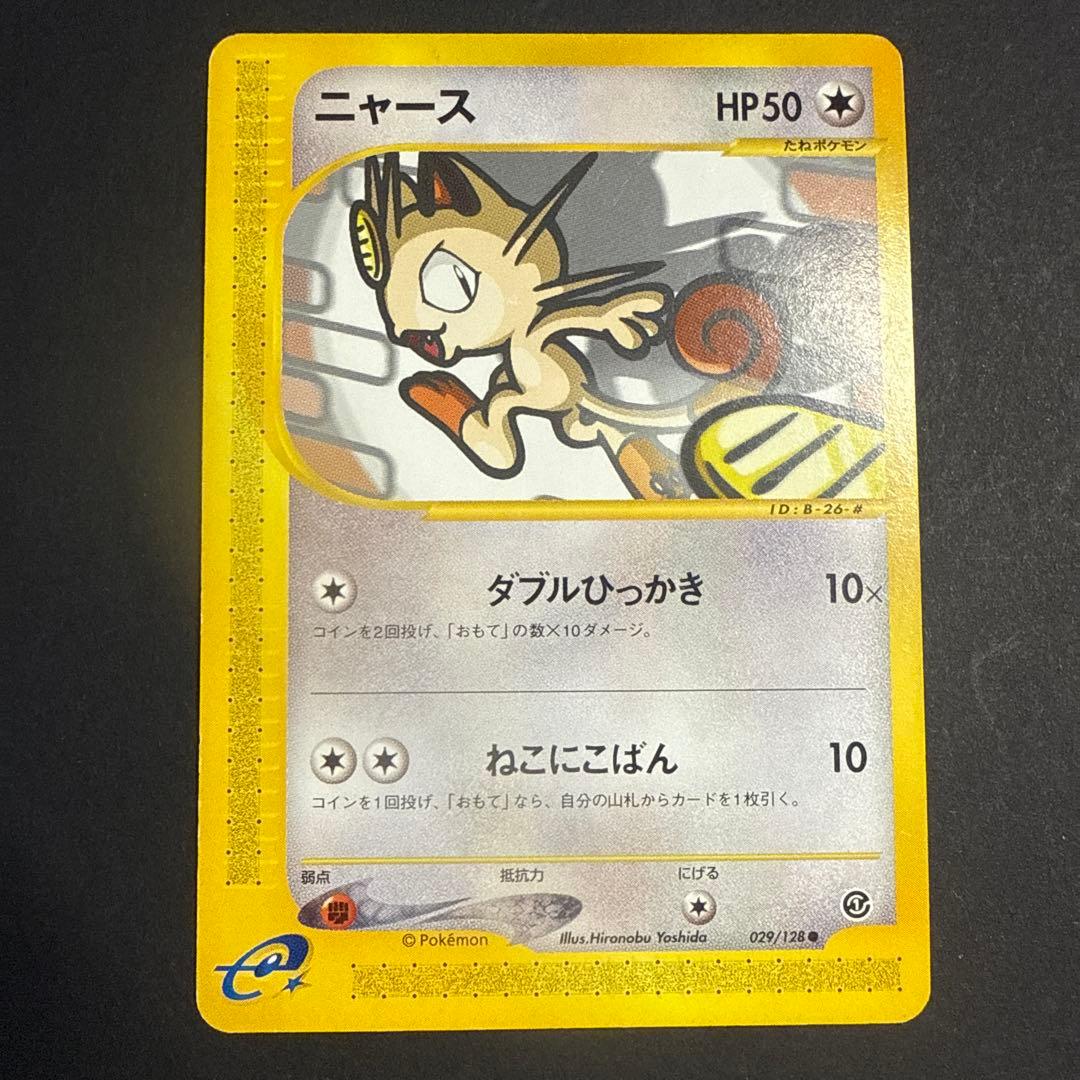 ニャース HP50
たねポケモン
ID:B-26-#
ダブルひっかき 10×
コインを2回投げ、「おもて」の数×10ダメージ。
ねこにこばん 10
コインを1回投げ、「おもて」なら、自分の山札からカードを1枚引く。
弱点 抵抗力 にげる
©Pokémon Illus.Hironobu Yoshida 029/128●
e